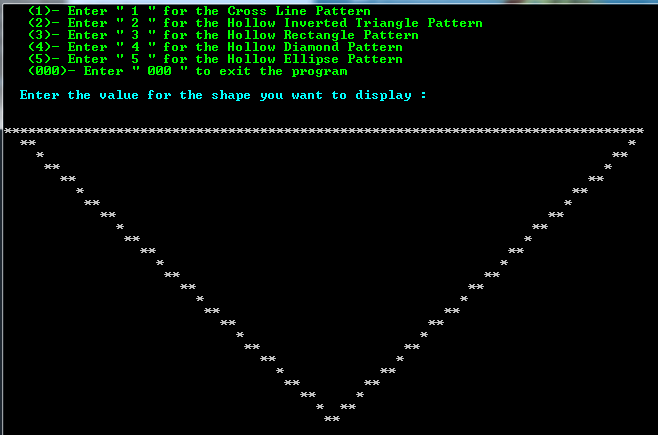 (1)- Enter " 1 " for the Cross Line Pattern
(2)- Enter " 2 " for the Hollow Inverted Triangle Pattern
(3)- Enter " 3 " for the Hollow Rectangle Pattern
(4)- Enter " 4 " for the Hollow Diamond Pattern
(5)- Enter " 5 " for the Hollow Ellipse Pattern
(000)- Enter " 000 " to exit the program
Enter the value for the shape you want to display :